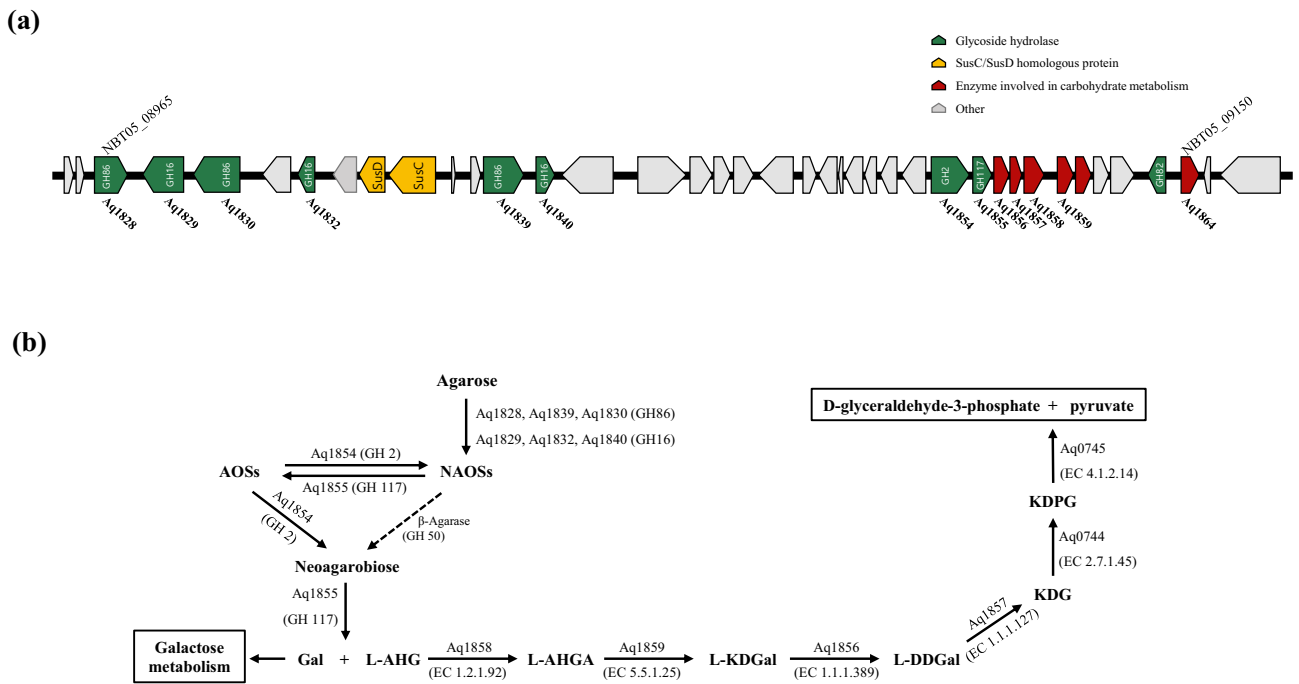 (a)
Glycoside hydrolase
SusC/SusD homologous protein
Enzyme involved in carbohydrate metabolism
Other
NBT05_08965
NBT05_09150
GH86
GH16
GH86
GH16
SusD
SusC
GH86
GH16
GH2
GH117
GH82
Aq1828
Aq1829
Aq1830
Aq1832
Aq1839
Aq1840
Aq1854
Aq1855
Aq1856
Aq1857
Aq1858
Aq1859
Aq1864
(b)
Agarose
Aq1828, Aq1839, Aq1830 (GH86)
Aq1829, Aq1832, Aq1840 (GH16)
AOSs
Aq1854 (GH 2)
Aq1855 (GH 117)
NAOSs
Aq1854
(GH 2)
β-Agarase
(GH 50)
Neoagarobiose
Aq1855
(GH 117)
Galactose
metabolism
Gal + L-AHG
Aq1858
(EC 1.2.1.92)
L-AHGA
Aq1859
(EC 5.5.1.25)
L-KDGal
Aq1856
(EC 1.1.1.389)
L-DDGal
Aq1857
(EC 1.1.1.127)
KDG
Aq0744
(EC 2.7.1.45)
KDPG
Aq0745
(EC 4.1.2.14)
D-glyceraldehyde-3-phosphate + pyruvate